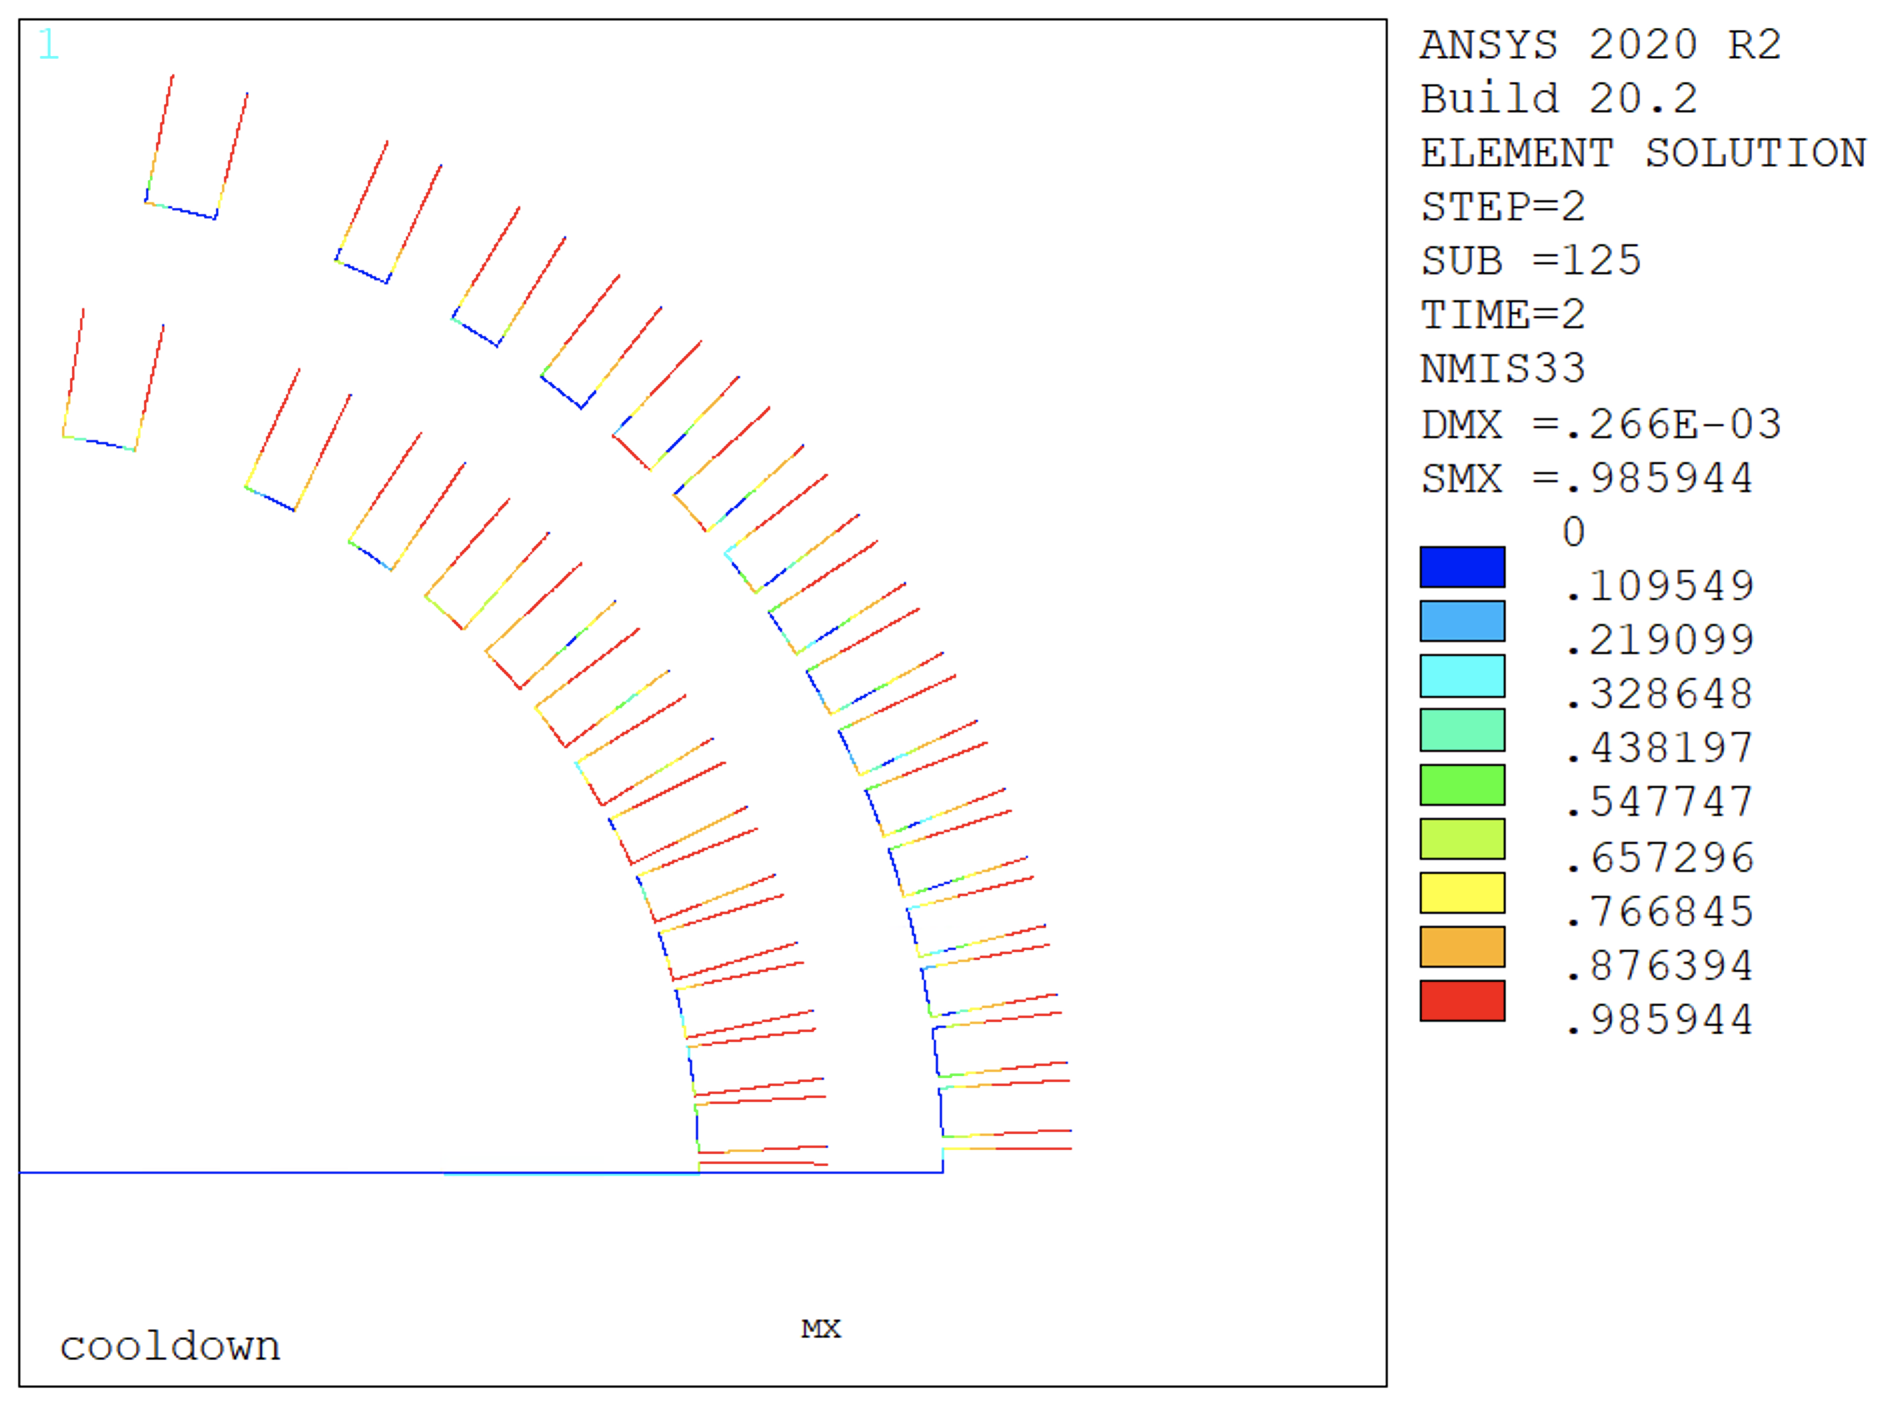 1
ANSYS 2020 R2
Build 20.2
ELEMENT SOLUTION
STEP=2
SUB =125
TIME=2
NMIS33
DMX =.266E-03
SMX =.985944
0
.109549
.219099
.328648
.438197
.547747
.657296
.766845
.876394
.985944
MX
cooldown